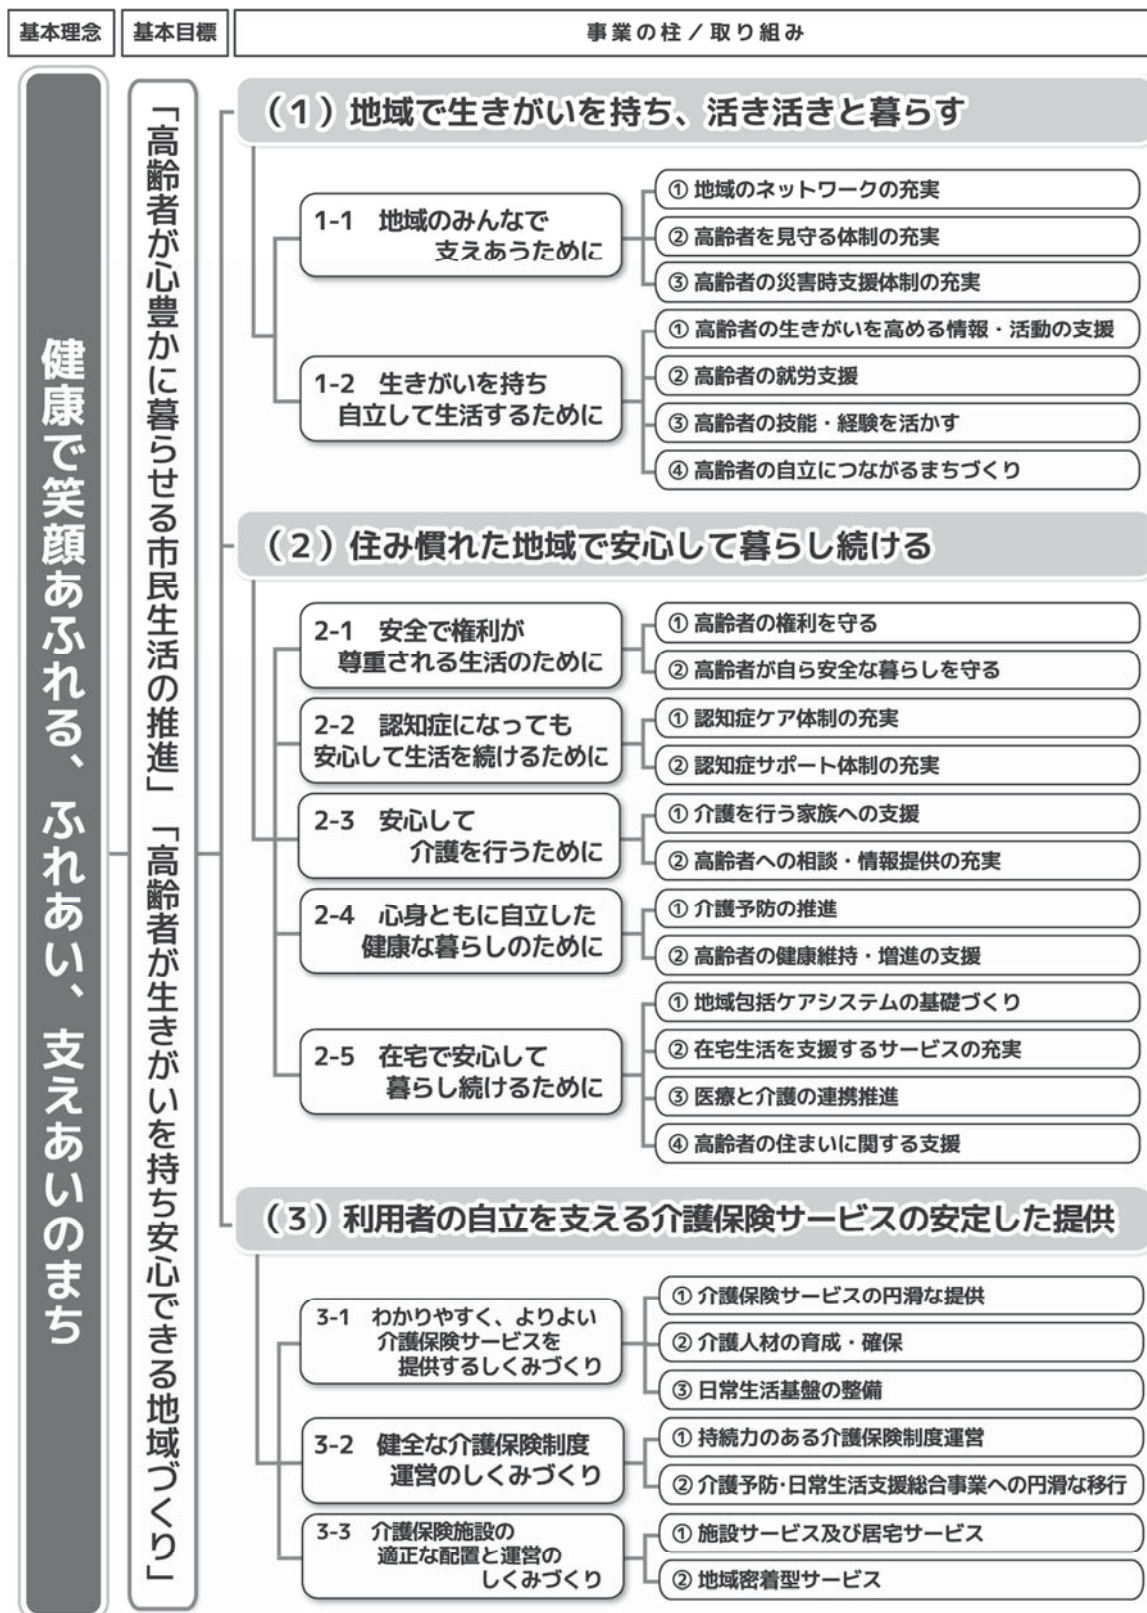 基本理念
基本目標
事業の柱／取り組み
健康で笑顔あふれる、ふれあい、支えあいのまち
「高齢者が心豊かに暮らせる市民生活の推進」「高齢者が生きがいを持ち安心できる地域づくり」
（１）地域で生きがいを持ち、活き活きと暮らす
1-1 地域のみんなで
支えあうために
① 地域のネットワークの充実
② 高齢者を見守る体制の充実
③ 高齢者の災害時支援体制の充実
1-2 生きがいを持ち
自立して生活するために
① 高齢者の生きがいを高める情報・活動の支援
② 高齢者の就労支援
③ 高齢者の技能・経験を活かす
④ 高齢者の自立につながるまちづくり
（２）住み慣れた地域で安心して暮らし続ける
2-1 安全で権利が
尊重される生活のために
① 高齢者の権利を守る
② 高齢者が自ら安全な暮らしを守る
2-2 認知症になっても
安心して生活を続けるために
① 認知症ケア体制の充実
② 認知症サポート体制の充実
2-3 安心して
介護を行うために
① 介護を行う家族への支援
② 高齢者への相談・情報提供の充実
2-4 心身ともに自立した
健康な暮らしのために
① 介護予防の推進
② 高齢者の健康維持・増進の支援
2-5 在宅で安心して
暮らし続けるために
① 地域包括ケアシステムの基礎づくり
② 在宅生活を支援するサービスの充実
③ 医療と介護の連携推進
④ 高齢者の住まいに関する支援
（３）利用者の自立を支える介護保険サービスの安定した提供
3-1 わかりやすく、よりよい
介護保険サービスを
提供するしくみづくり
① 介護保険サービスの円滑な提供
② 介護人材の育成・確保
③ 日常生活基盤の整備
3-2 健全な介護保険制度
運営のしくみづくり
① 持続力のある介護保険制度運営
② 介護予防・日常生活支援総合事業への円滑な移行
3-3 介護保険施設の
適正な配置と運営の
しくみづくり
① 施設サービス及び居宅サービス
② 地域密着型サービス